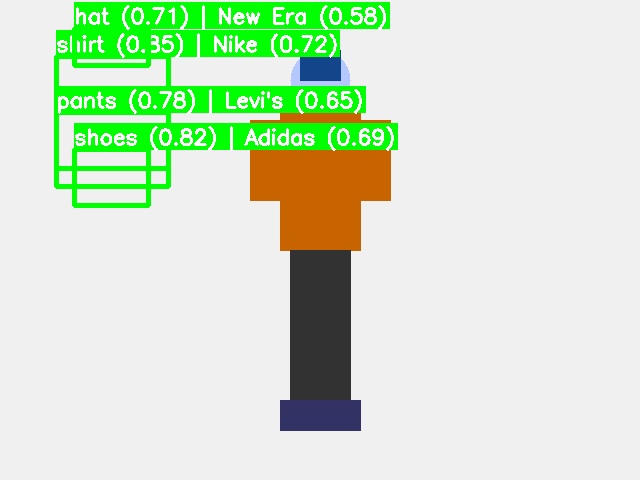 hat (0.71) | New Era (0.58)
shirt (0.85) | Nike (0.72)
pants (0.78) | Levi's (0.65)
shoes (0.82) | Adidas (0.69)